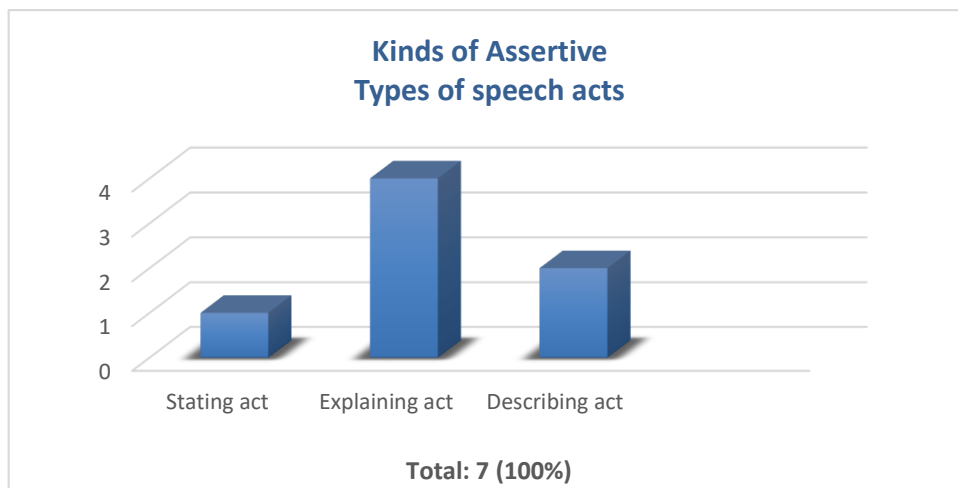 Kinds of Assertive
Types of speech acts
4
3
2
1
0
Stating act Explaining act Describing act
Total: 7 (100%)